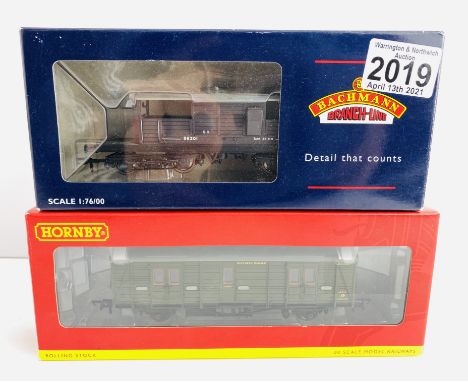 Warrington & Northwich
Auction
2019
April 13th 2021
BACHMANN
BRANCH-LINE
Detail that counts
SCALE 1:76/00
HORNBY
ROLLING STOCK
00 SCALE MODEL RAILWAYS